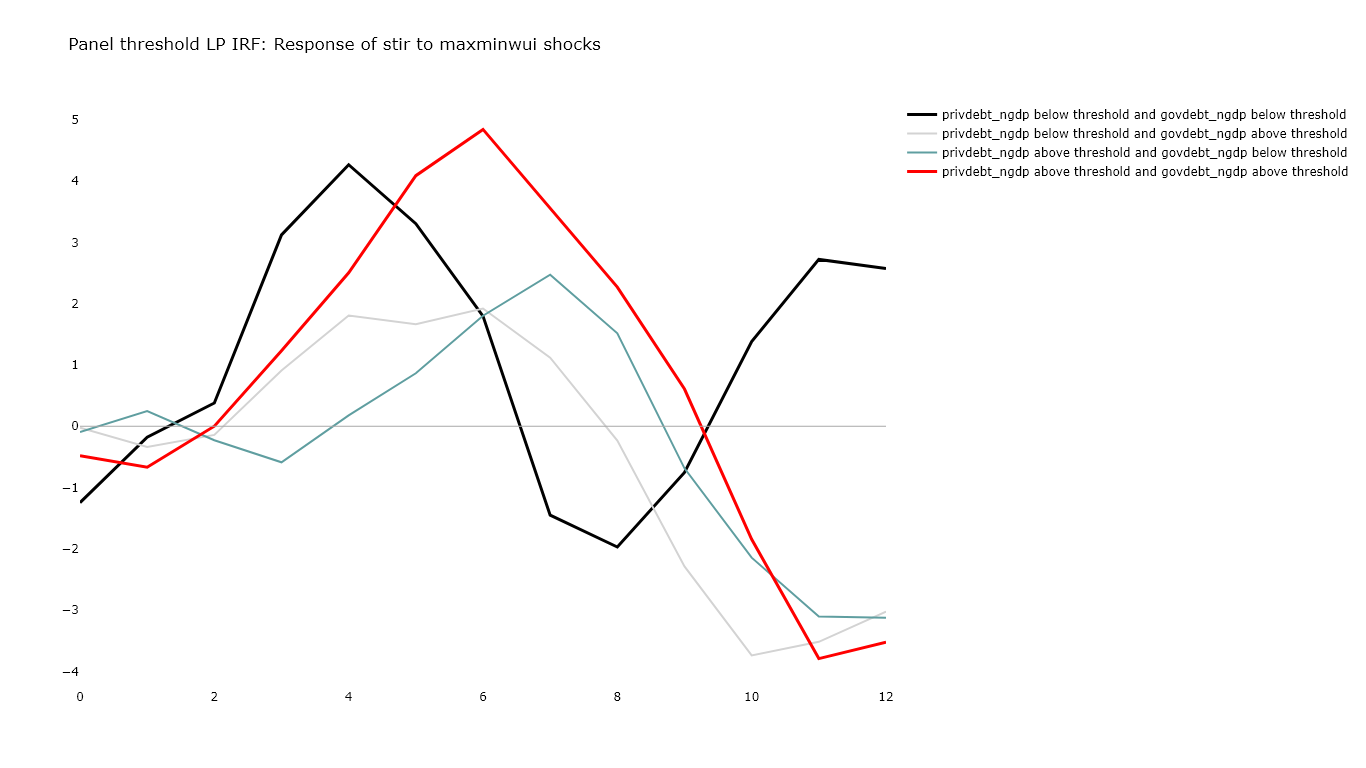 Panel threshold LP IRF: Response of stir to maxminwui shocks
privdebt_ngdp below threshold and govdebt_ngdp below threshold
privdebt_ngdp below threshold and govdebt_ngdp above threshold
privdebt_ngdp above threshold and govdebt_ngdp below threshold
privdebt_ngdp above threshold and govdebt_ngdp above threshold
5
4
3
2
1
0
−1
−2
−3
−4
0 2 4 6 8 10 12